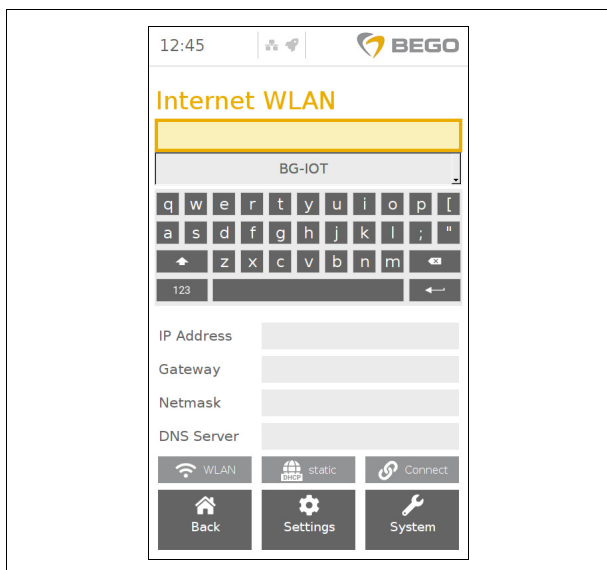 12:45 BEGO
Internet WLAN
BG-IOT
q w e r t y u i o p [
a s d f g h j k l ; "
z x c v b n m
123
IP Address
Gateway
Netmask
DNS Server
WLAN DHCP static Connect
Back Settings System